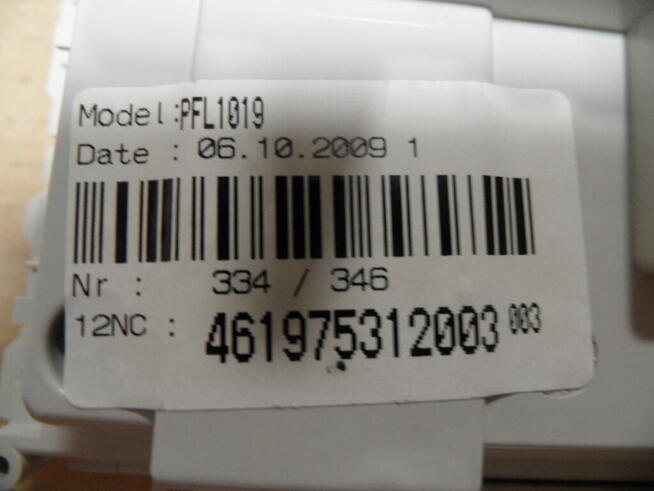 Model:PFL1019
Date : 06.10.2009 1
Nr : 334 / 346
12NC : 461975312003 003